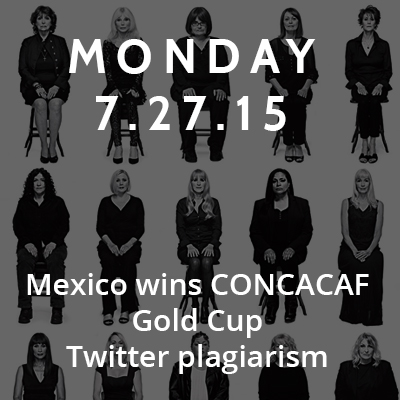 MONDAY
7.27.15
Mexico wins CONCACAF
Gold Cup
Twitter plagiarism